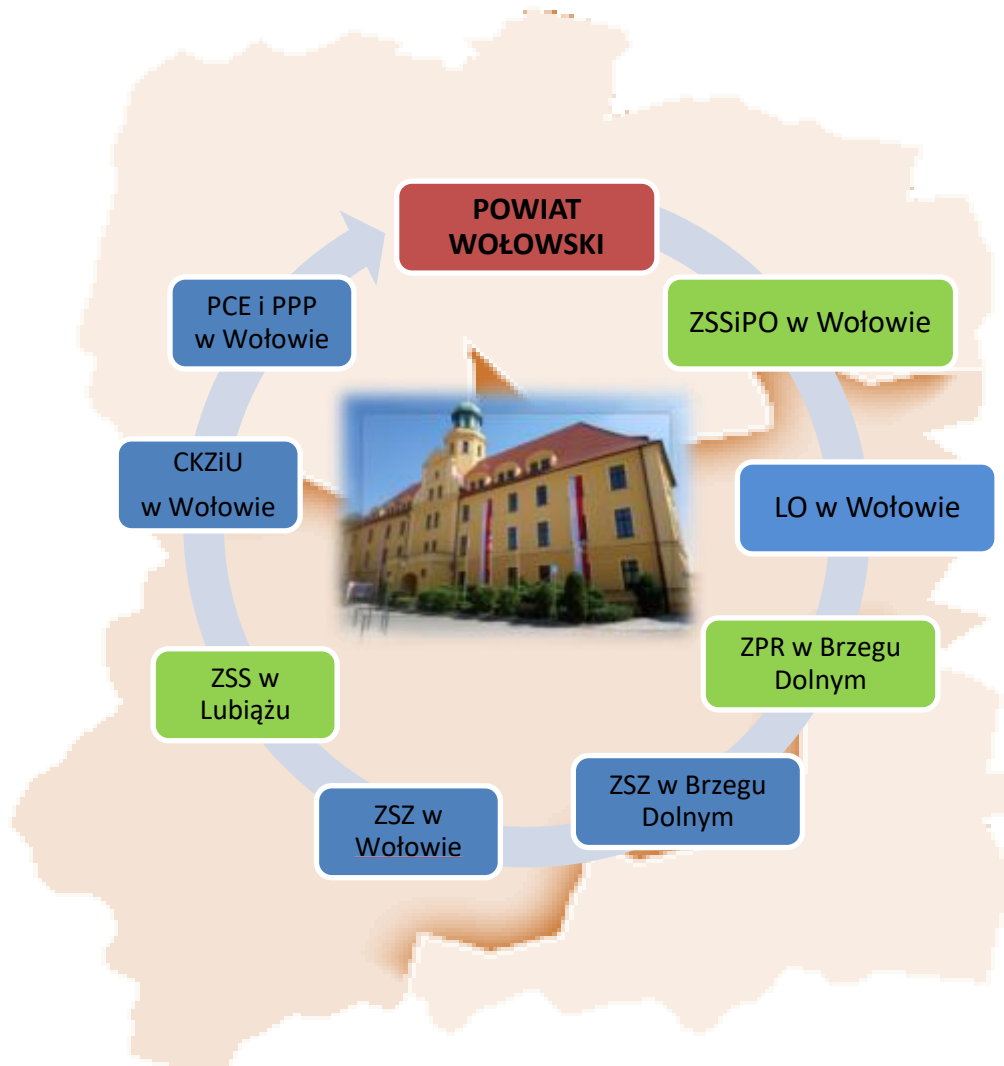 POWIAT
WOŁOWSKI
ZSSiPO w Wołowie
LO w Wołowie
ZPR w Brzegu
Dolnym
ZSZ w Brzegu
Dolnym
ZSZ w
Wołowie
ZSS w
Lubiążu
CKZiU
w Wołowie
PCE i PPP
w Wołowie